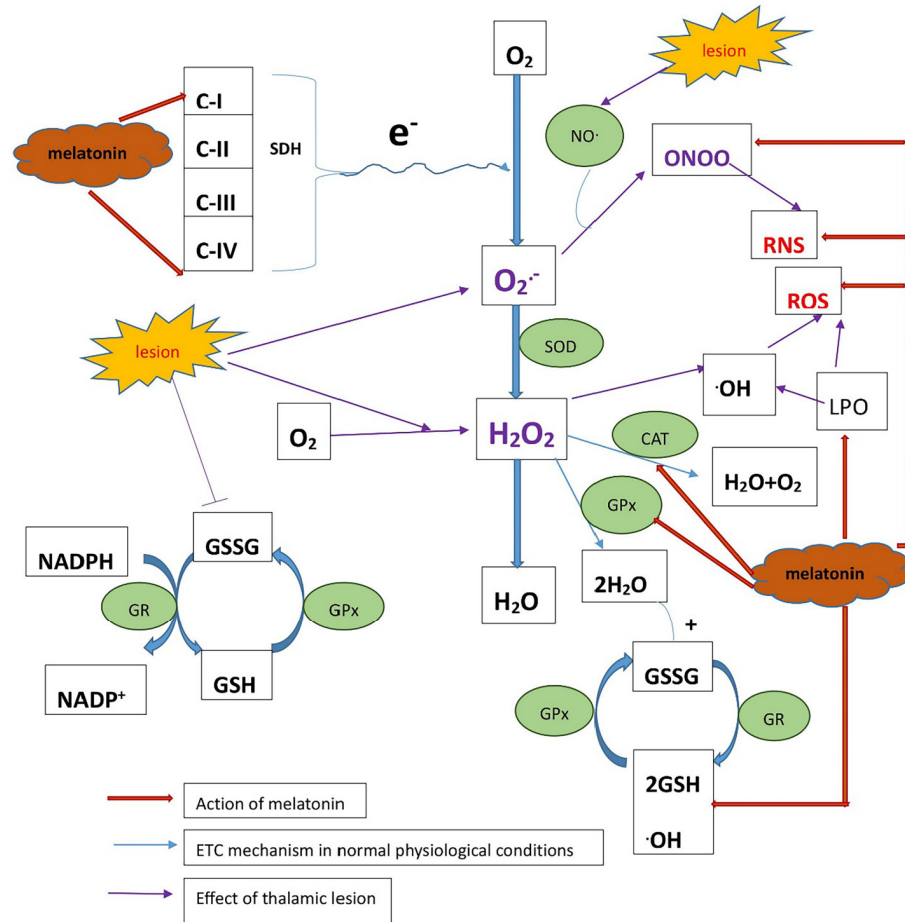 O₂
lesion
C-I
C-II
C-III
C-IV
SDH
e⁻
melatonin
NO·
ONOO
RNS
ROS
O₂·⁻
SOD
lesion
O₂
H₂O₂
·OH
LPO
CAT
H₂O+O₂
GPx
NADPH
GSSG
GR
GPx
NADP⁺
GSH
H₂O
2H₂O
+
melatonin
GSSG
GPx
GR
2GSH
·OH
Action of melatonin
ETC mechanism in normal physiological conditions
Effect of thalamic lesion